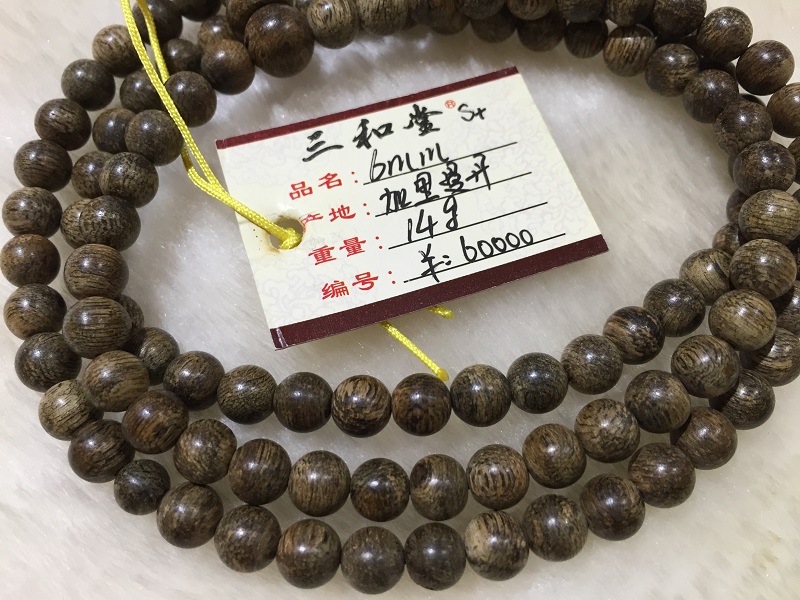 三和堂® S+
品名：6mm
产地：加里曼丹
重量：14g
编号：¥：60000